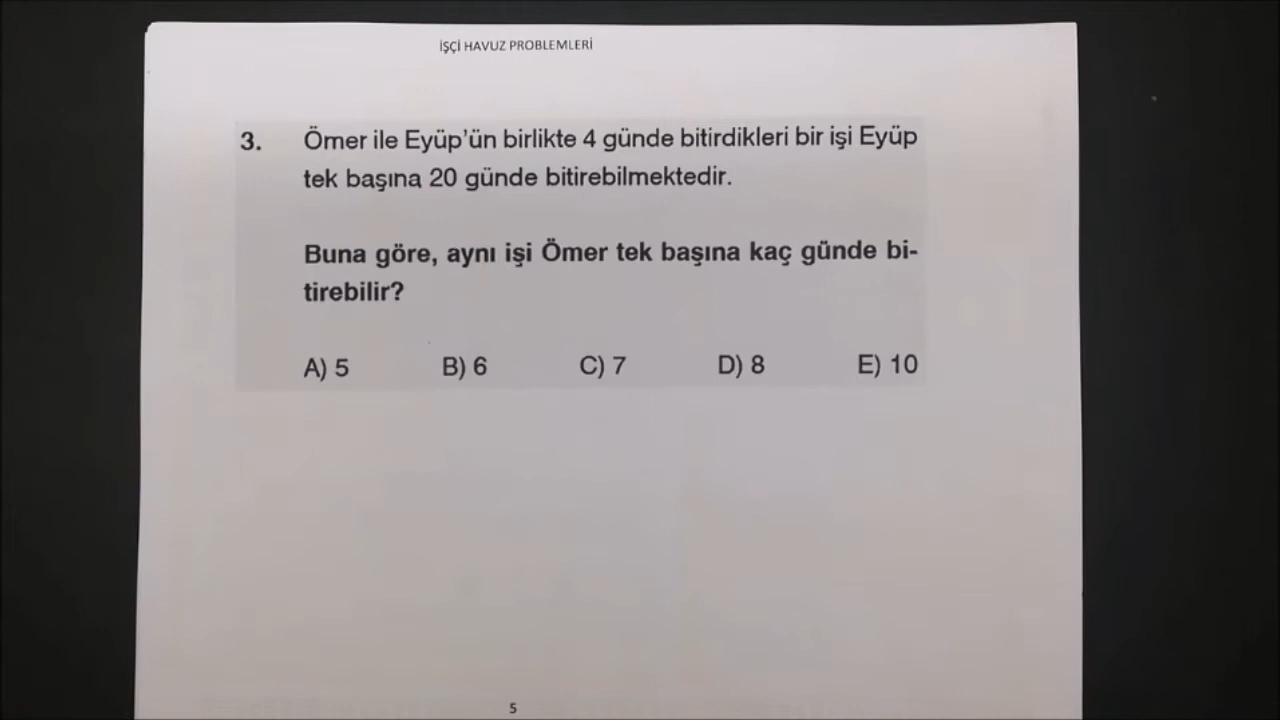 İŞÇİ HAVUZ PROBLEMLERİ
3. Ömer ile Eyüp'ün birlikte 4 günde bitirdikleri bir işi Eyüp
tek başına 20 günde bitirebilmektedir.
Buna göre, aynı işi Ömer tek başına kaç günde bi-
tirebilir?
A) 5 B) 6 C) 7 D) 8 E) 10
5